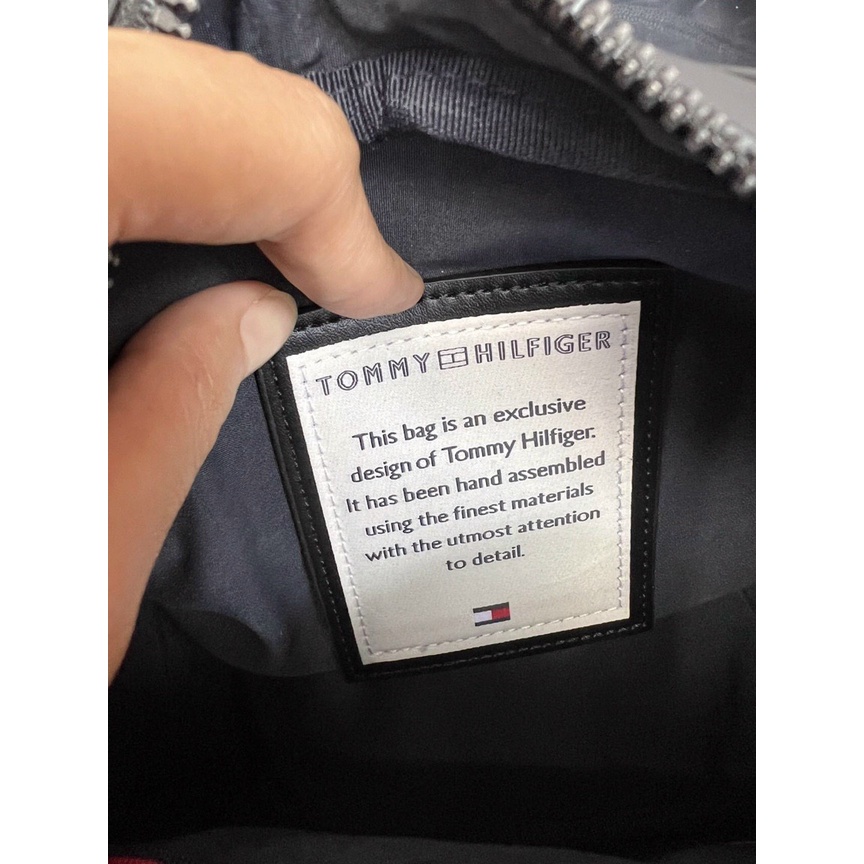 TOMMY HILFIGER
This bag is an exclusive
design of Tommy Hilfiger.
It has been hand assembled
using the finest materials
with the utmost attention
to detail.